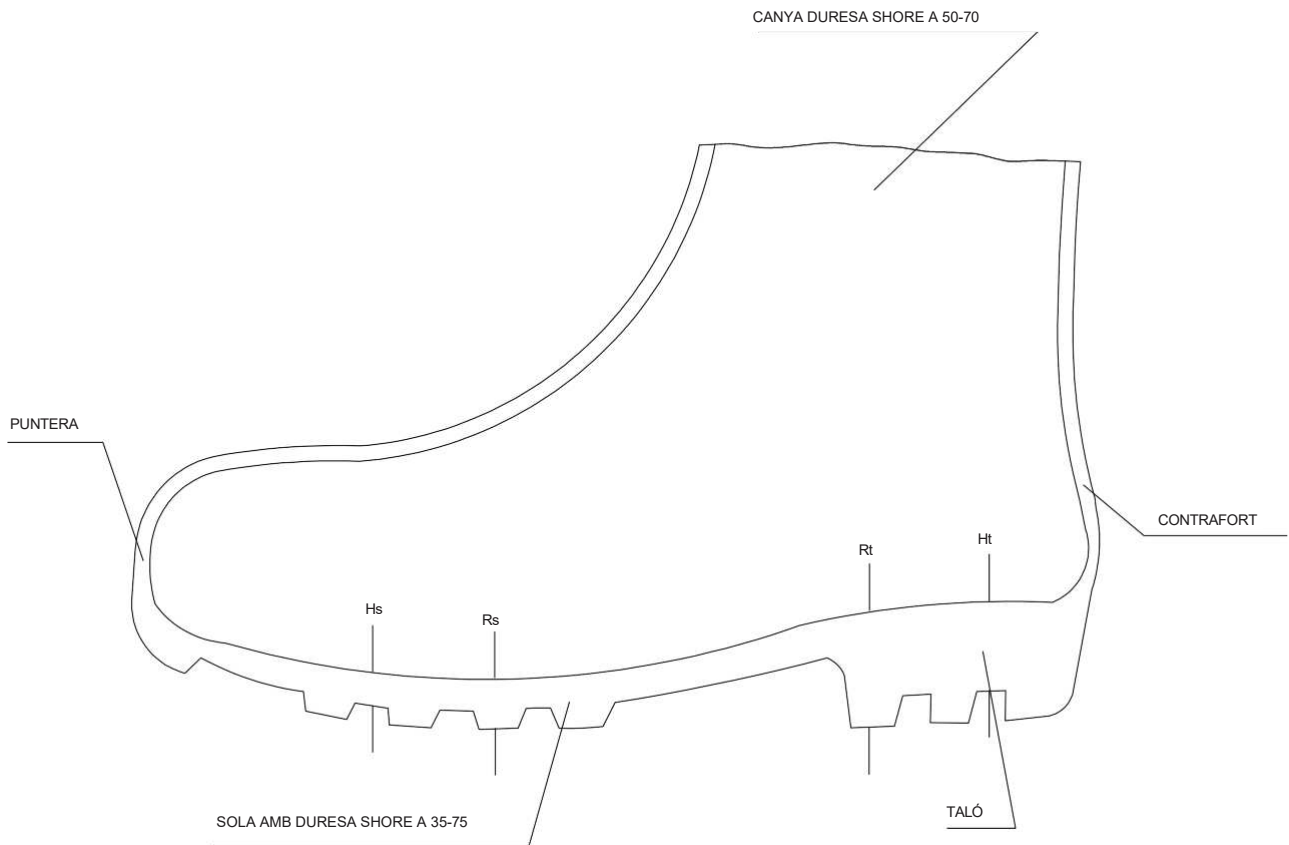 CANYA DURESA SHORE A 50-70
PUNTERA
CONTRAFORT
Rt
Ht
Hs
Rs
TALÓ
SOLA AMB DURESA SHORE A 35-75